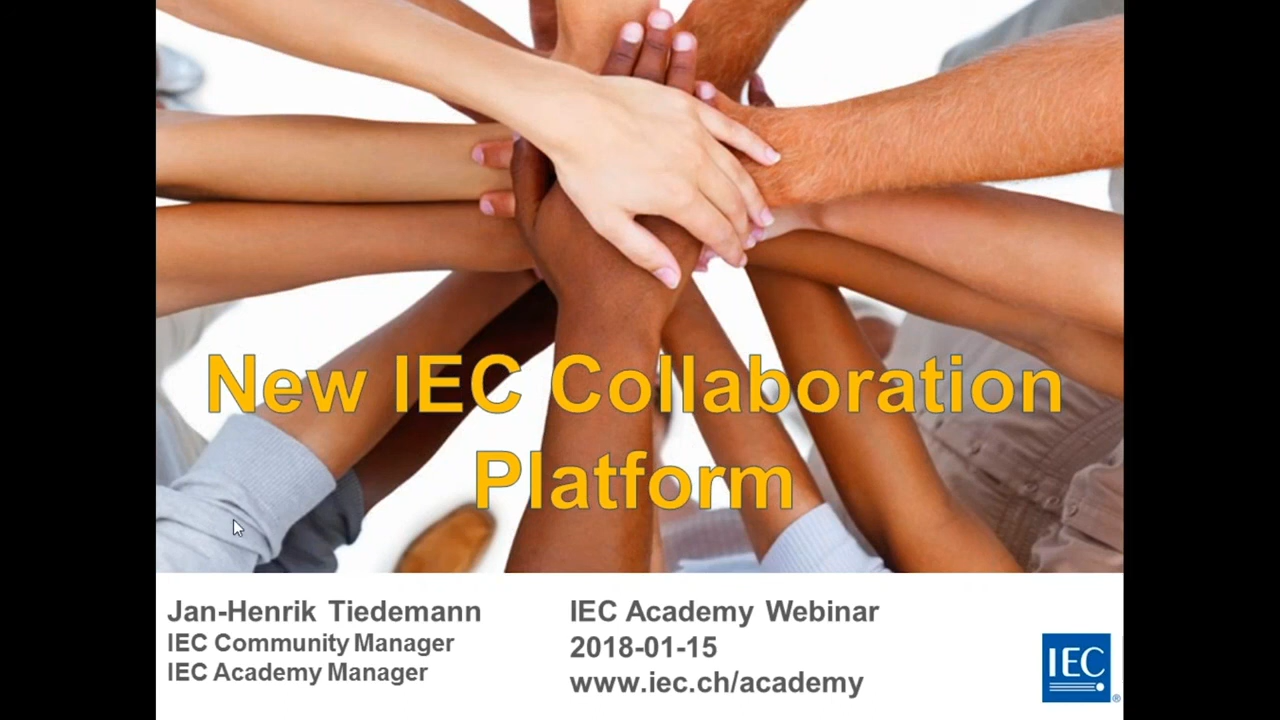 New IEC Collaboration
Platform
Jan-Henrik Tiedemann
IEC Community Manager
IEC Academy Manager
IEC Academy Webinar
2018-01-15
www.iec.ch/academy
IEC
®